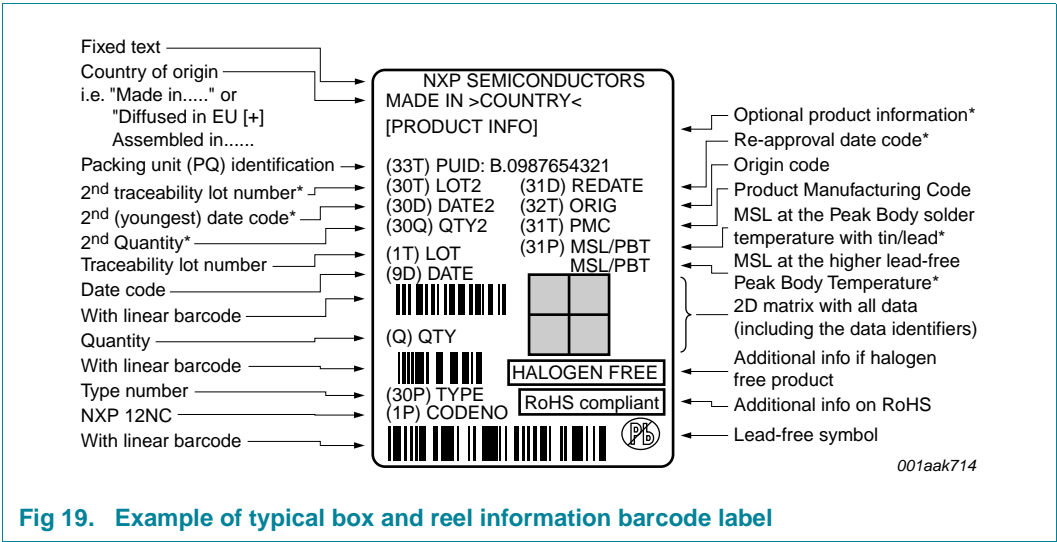 Fixed text
Country of origin
i.e. "Made in....." or
"Diffused in EU [+]
Assembled in......
Packing unit (PQ) identification
2nd traceability lot number*
2nd (youngest) date code*
2nd Quantity*
Traceability lot number
Date code
With linear barcode
Quantity
With linear barcode
Type number
NXP 12NC
With linear barcode
NXP SEMICONDUCTORS
MADE IN >COUNTRY<
[PRODUCT INFO]
(33T) PUID: B.0987654321
(30T) LOT2 (31D) REDATE
(30D) DATE2 (32T) ORIG
(30Q) QTY2 (31T) PMC
(31P) MSL/PBT
(1T) LOT
MSL/PBT
(9D) DATE
(Q) QTY
HALOGEN FREE
(30P) TYPE
RoHS compliant
(1P) CODENO
Pb
Optional product information*
Re-approval date code*
Origin code
Product Manufacturing Code
MSL at the Peak Body solder
temperature with tin/lead*
MSL at the higher lead-free
Peak Body Temperature*
2D matrix with all data
(including the data identifiers)
Additional info if halogen
free product
Additional info on RoHS
Lead-free symbol
001aak714
Fig 19. Example of typical box and reel information barcode label